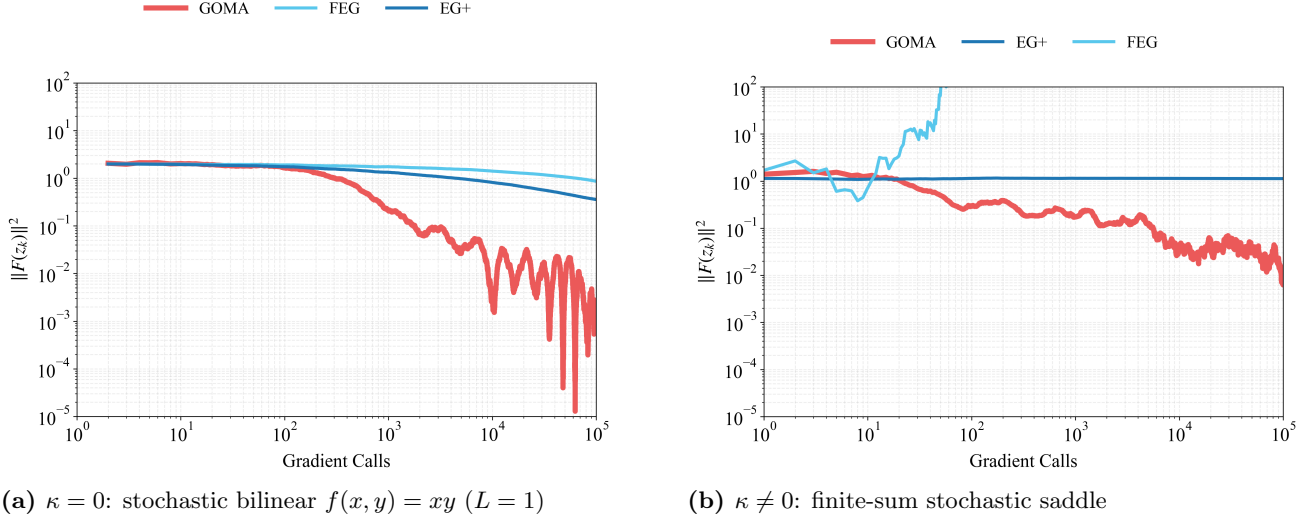 GOMA FEG EG+
10^2
10^1
10^0
10^{-1}
10^{-2}
10^{-3}
10^{-4}
10^{-5}
||F(z_k)||^2
10^0 10^1 10^2 10^3 10^4 10^5
Gradient Calls
(a) κ = 0: stochastic bilinear f(x, y) = xy (L = 1)
GOMA EG+ FEG
10^2
10^1
10^0
10^{-1}
10^{-2}
10^{-3}
10^{-4}
10^{-5}
||F(z_k)||^2
10^0 10^1 10^2 10^3 10^4 10^5
Gradient Calls
(b) κ ≠ 0: finite-sum stochastic saddle